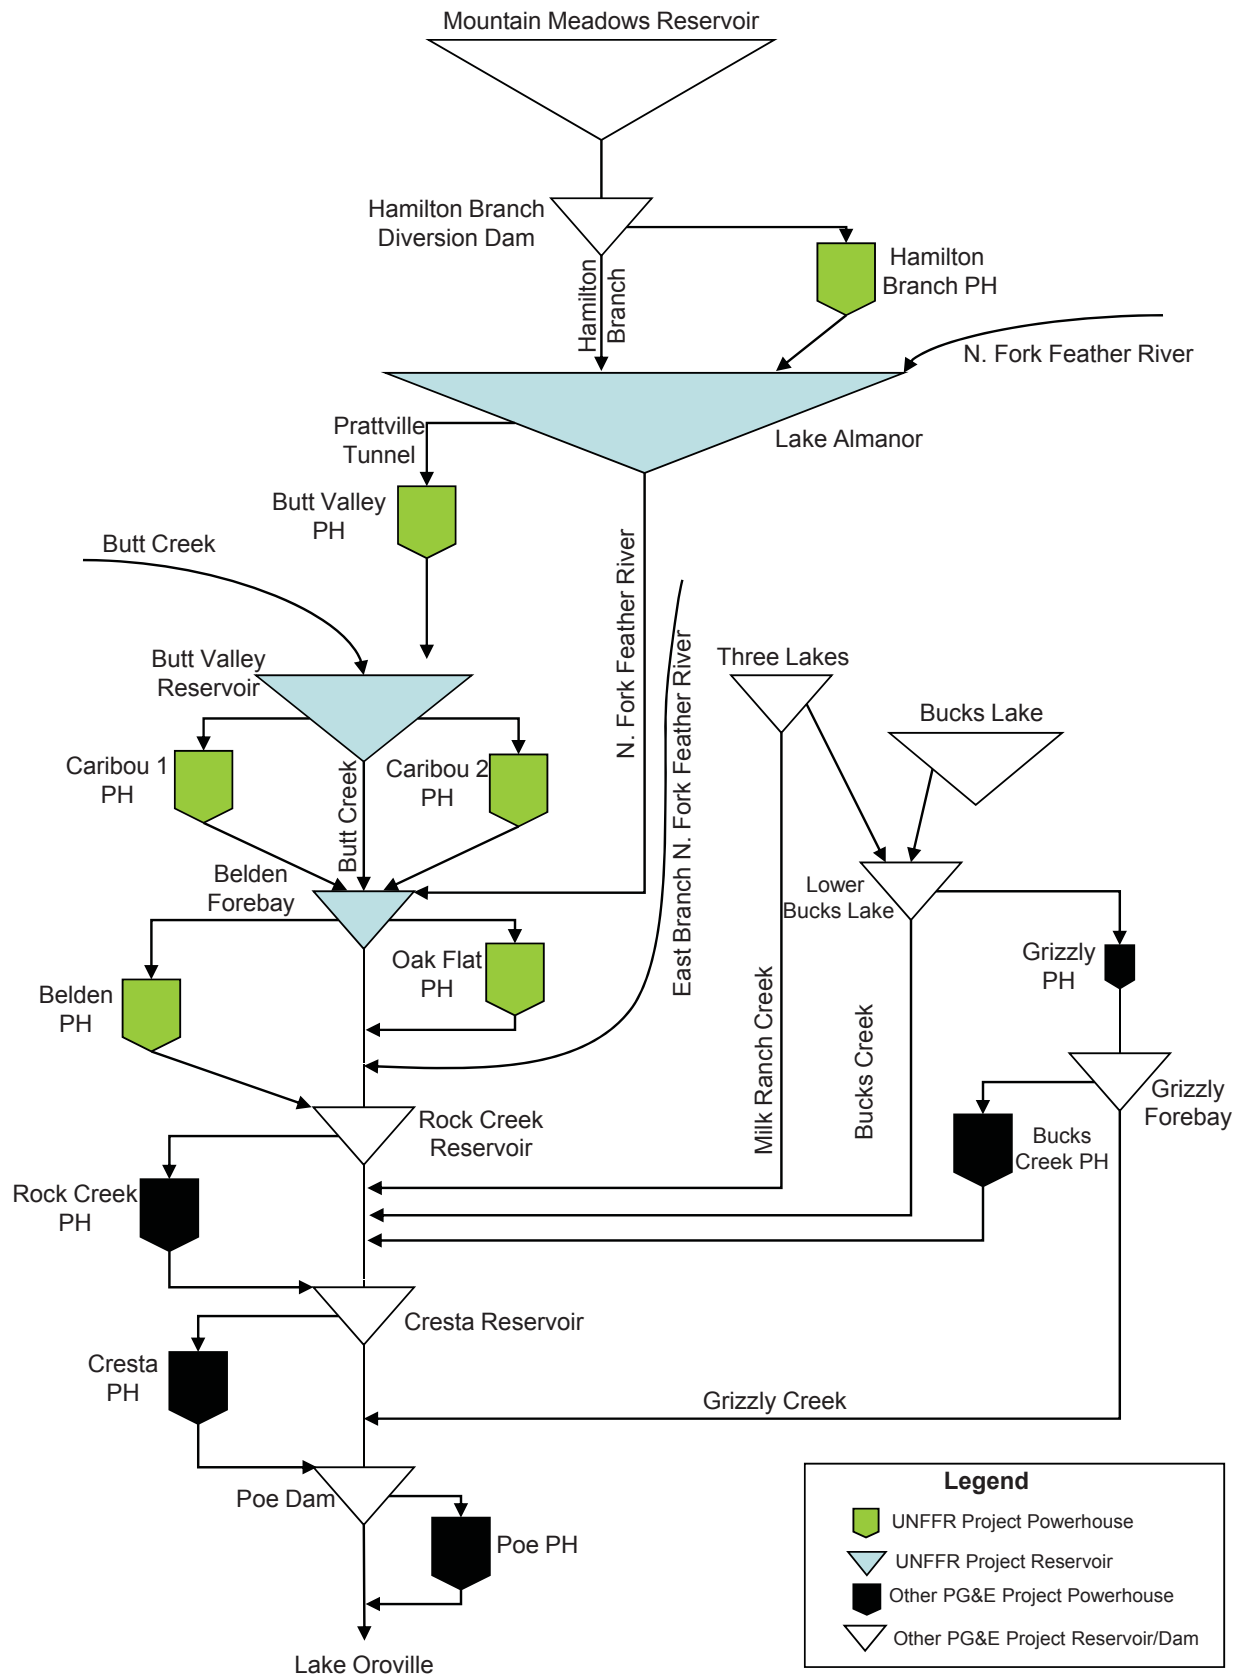 Mountain Meadows Reservoir
Hamilton Branch
Diversion Dam
Hamilton
Branch PH
Hamilton
Branch
N. Fork Feather River
Lake Almanor
Prattville
Tunnel
Butt Valley
PH
Butt Creek
N. Fork Feather River
East Branch N. Fork Feather River
Butt Valley
Reservoir
Three Lakes
Bucks Lake
Caribou 1
PH
Butt Creek
Caribou 2
PH
Belden
Forebay
Lower
Bucks Lake
Oak Flat
PH
Grizzly
PH
Belden
PH
Milk Ranch Creek
Bucks Creek
Grizzly
Forebay
Rock Creek
Reservoir
Bucks
Creek PH
Rock Creek
PH
Cresta Reservoir
Cresta
PH
Grizzly Creek
Poe Dam
Poe PH
Lake Oroville
Legend
UNFFR Project Powerhouse
UNFFR Project Reservoir
Other PG&E Project Powerhouse
Other PG&E Project Reservoir/Dam